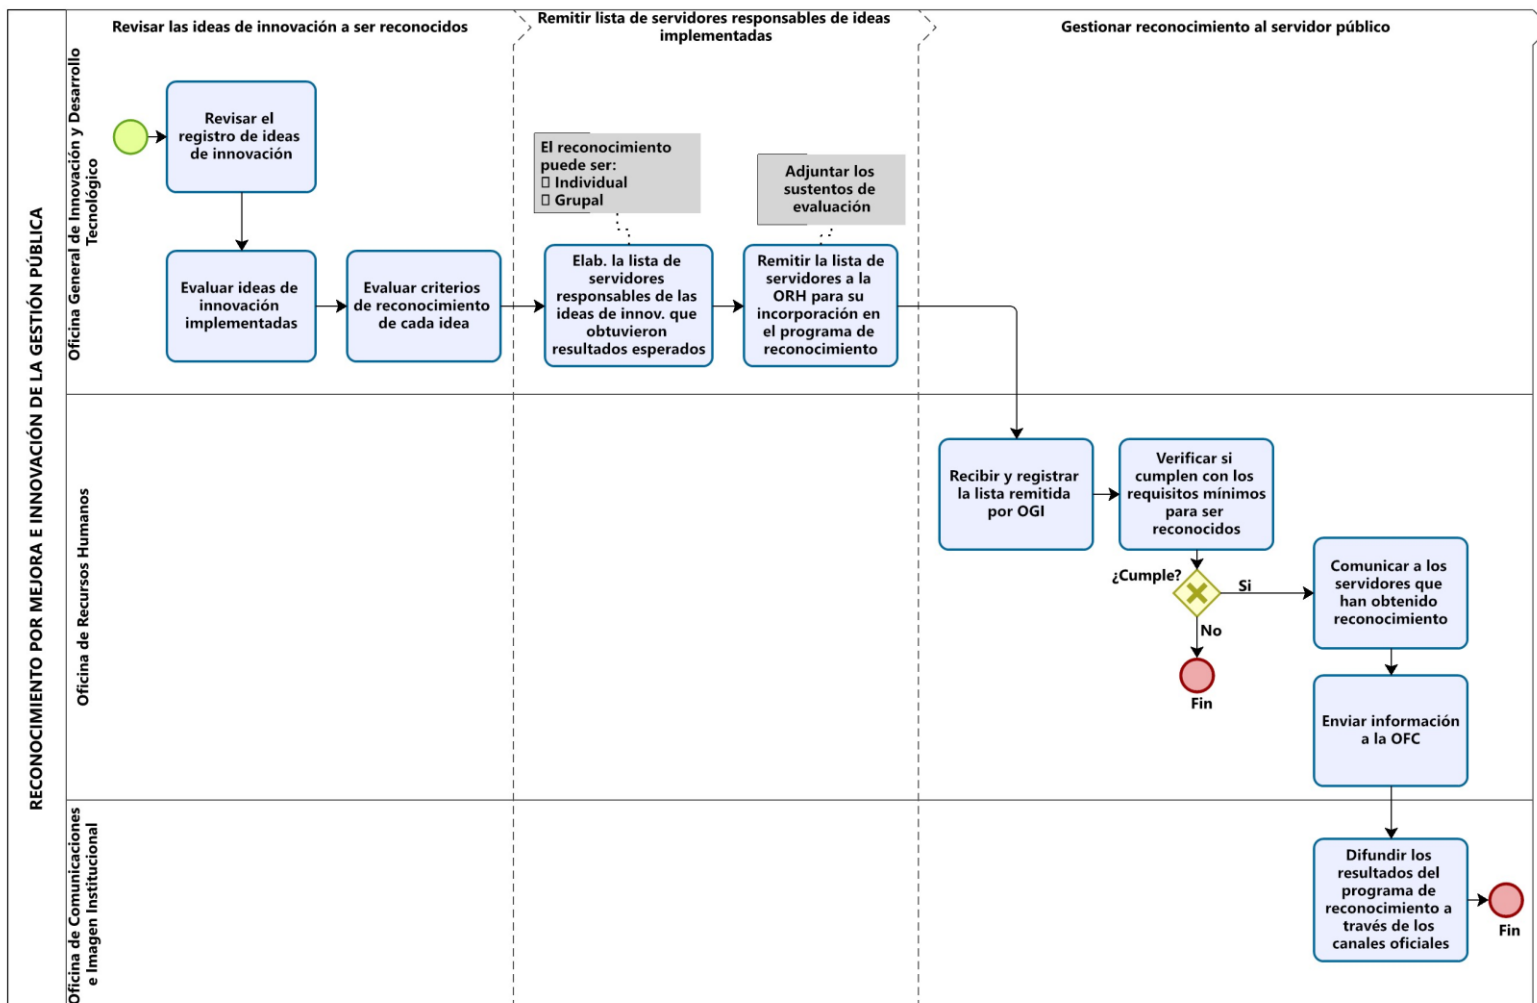 RECONOCIMIENTO POR MEJORA E INNOVACIÓN DE LA GESTIÓN PÚBLICA
Revisar las ideas de innovación a ser reconocidos
Remitir lista de servidores responsables de ideas
implementadas
Gestionar reconocimiento al servidor público
Oficina General de Innovación y Desarrollo
Tecnológico
Revisar el
registro de ideas
de innovación
Evaluar ideas de
innovación
implementadas
Evaluar criterios
de reconocimiento
de cada idea
El reconocimiento
puede ser:
▯ Individual
▯ Grupal
Elab. la lista de
servidores
responsables de las
ideas de innov. que
obtuvieron
resultados esperados
Adjuntar los
sustentos de
evaluación
Remitir la lista de
servidores a la
ORH para su
incorporación en
el programa de
reconocimiento
Oficina de Recursos Humanos
Recibir y registrar
la lista remitida
por OGI
Verificar si
cumplen con los
requisitos mínimos
para ser
reconocidos
¿Cumple?
Si
No
Fin
Comunicar a los
servidores que
han obtenido
reconocimiento
Enviar información
a la OFC
Oficina de Comunicaciones
e Imagen Institucional
Difundir los
resultados del
programa de
reconocimiento a
través de los
canales oficiales
Fin